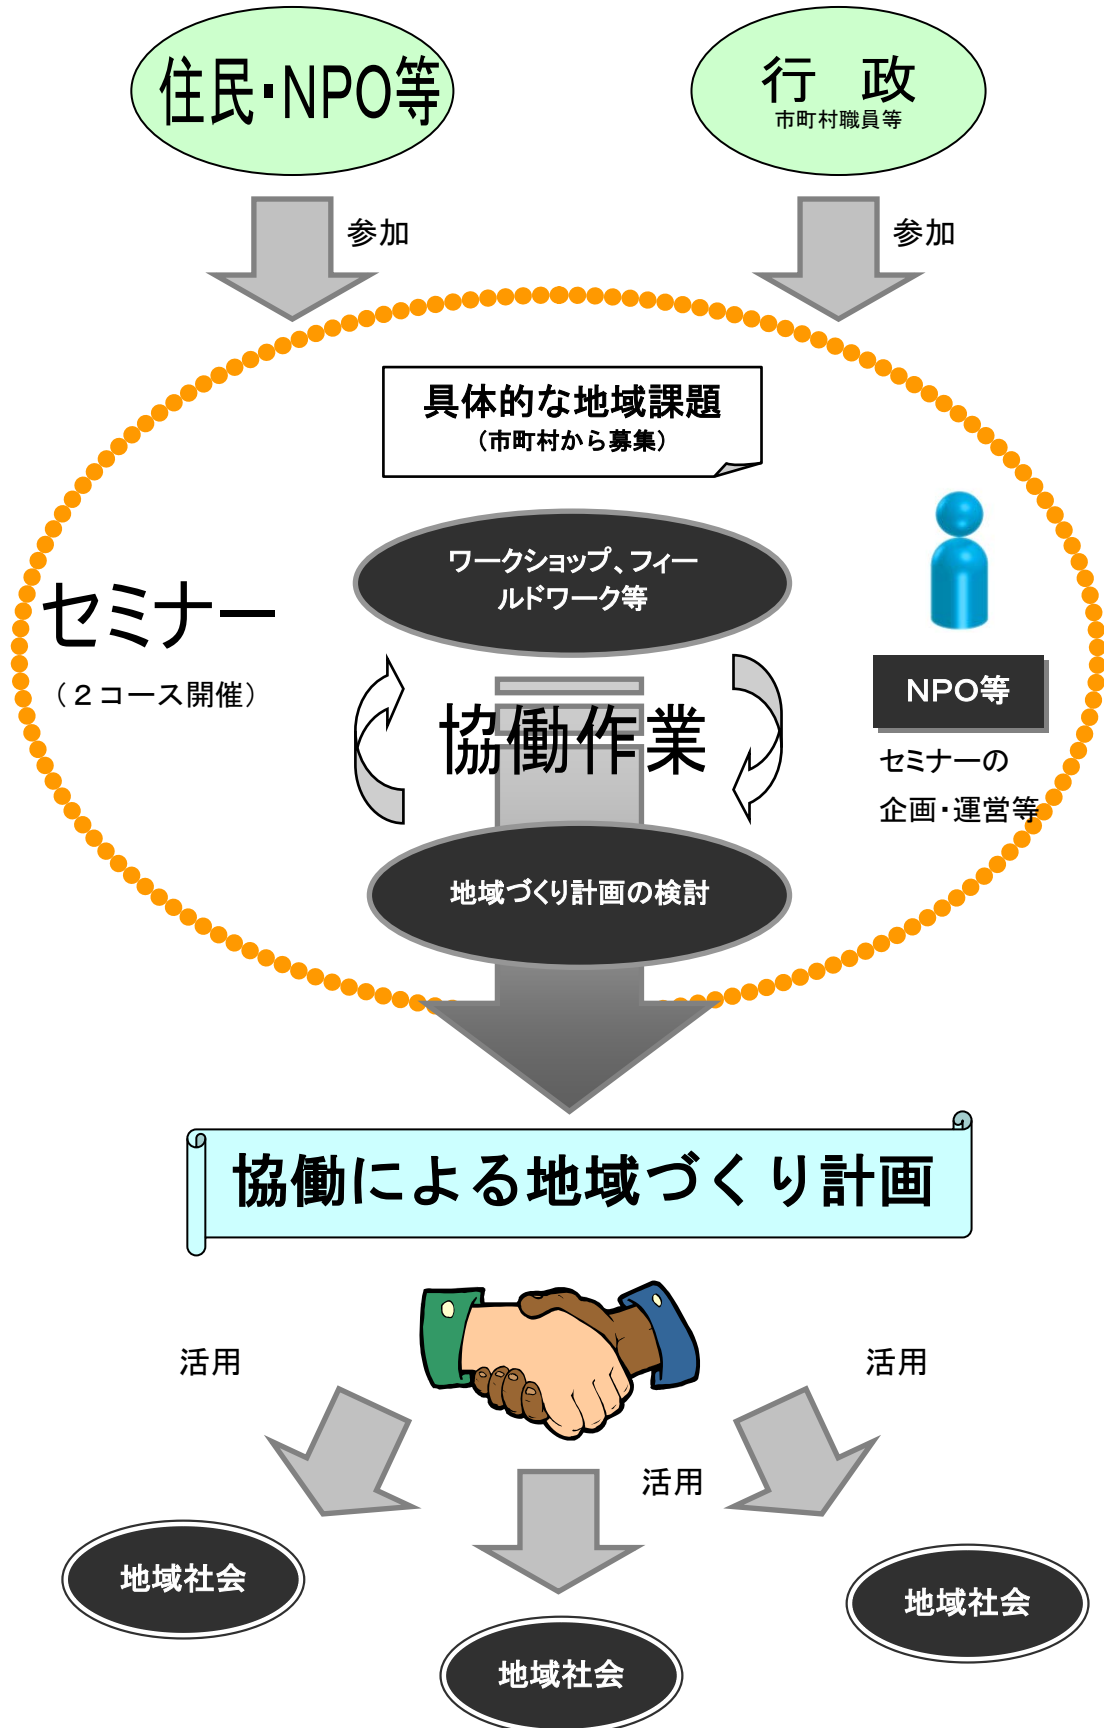 住民・NPO等
行　政
市町村職員等
参加
参加
具体的な地域課題
（市町村から募集）
ワークショップ、フィー
ルドワーク等
セミナー
（２コース開催）
協働作業
NPO等
セミナーの
企画・運営等
地域づくり計画の検討
協働による地域づくり計画
活用
活用
活用
地域社会
地域社会
地域社会